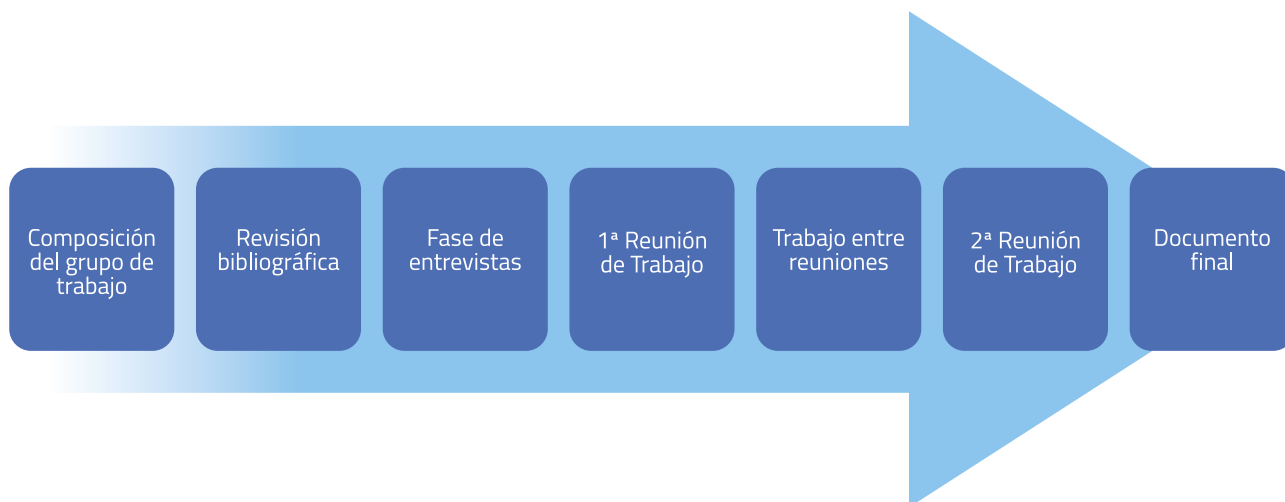 Composición
del grupo de
trabajo
Revisión
bibliográfica
Fase de
entrevistas
1ª Reunión
de Trabajo
Trabajo entre
reuniones
2ª Reunión
de Trabajo
Documento
final